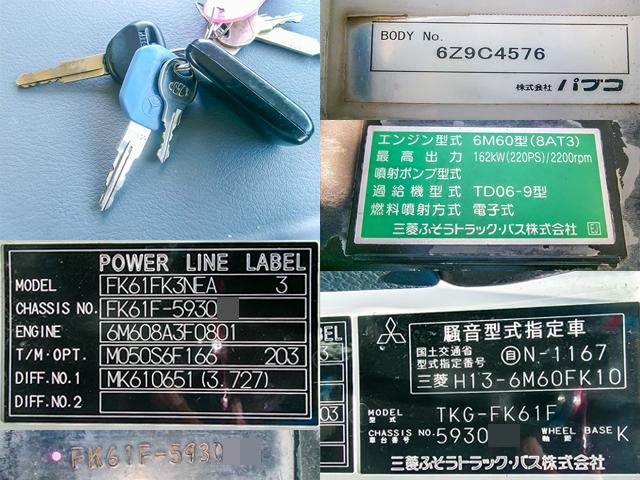 BODY No.
6Z9C4576
株式会社 パブコ
エンジン型式 6M60型(8AT3)
最高出力 162kW(220PS)/2200rpm
噴射ポンプ型式
過給機型式 TD06-9型
燃料噴射方式 電子式
三菱ふそうトラック・バス株式会社 EJ
POWER LINE LABEL
MODEL FK61FK3NEA 3
CHASSIS NO. FK61F-5930
ENGINE 6M608A3F0801
T/M・OPT. M050S6F166 203
DIFF.NO.1 MK610651(3.727)
DIFF.NO.2
FK61F-5930
騒音型式指定車
国土交通省
型式指定番号 自N-1167
三菱 H13-6M60FK10
MODEL
型式 TKG-FK61F
CHASSIS NO.
車台番号 5930
WHEEL BASE
軸距 K
三菱ふそうトラック・バス株式会社